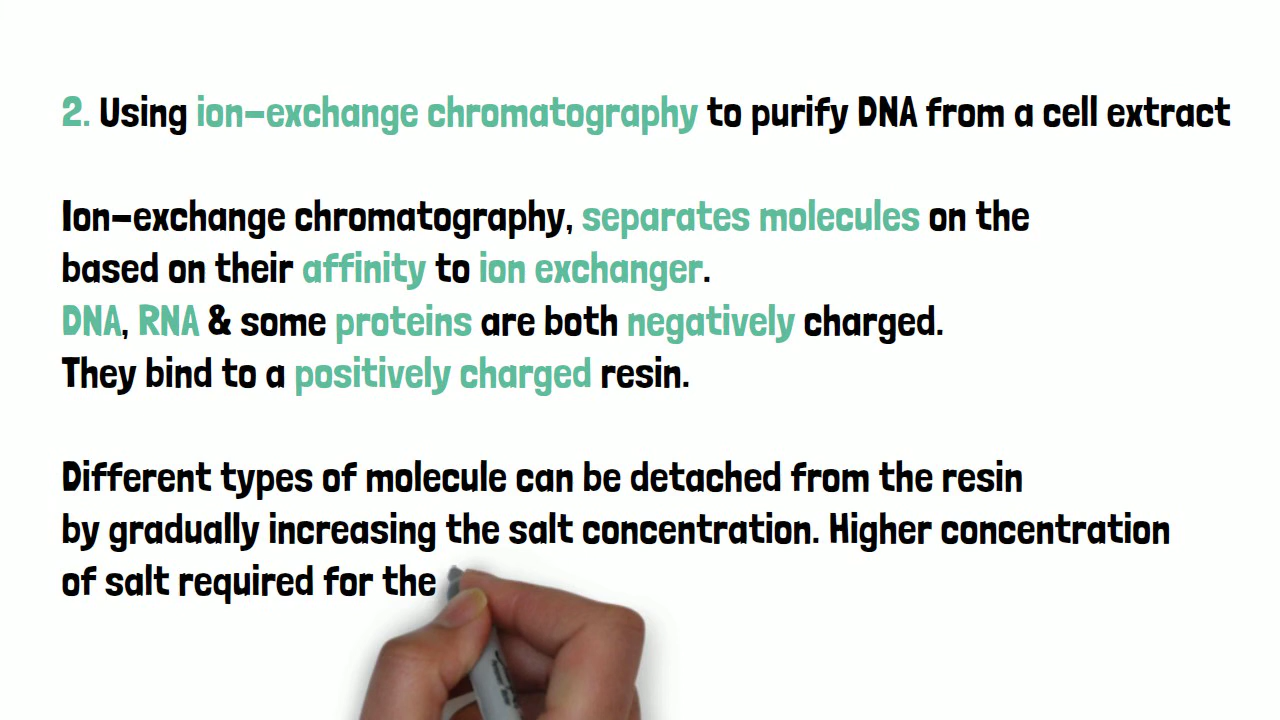 2. Using ion-exchange chromatography to purify DNA from a cell extract
Ion-exchange chromatography, separates molecules on the
based on their affinity to ion exchanger.
DNA, RNA & some proteins are both negatively charged.
They bind to a positively charged resin.
Different types of molecule can be detached from the resin
by gradually increasing the salt concentration. Higher concentration
of salt required for the